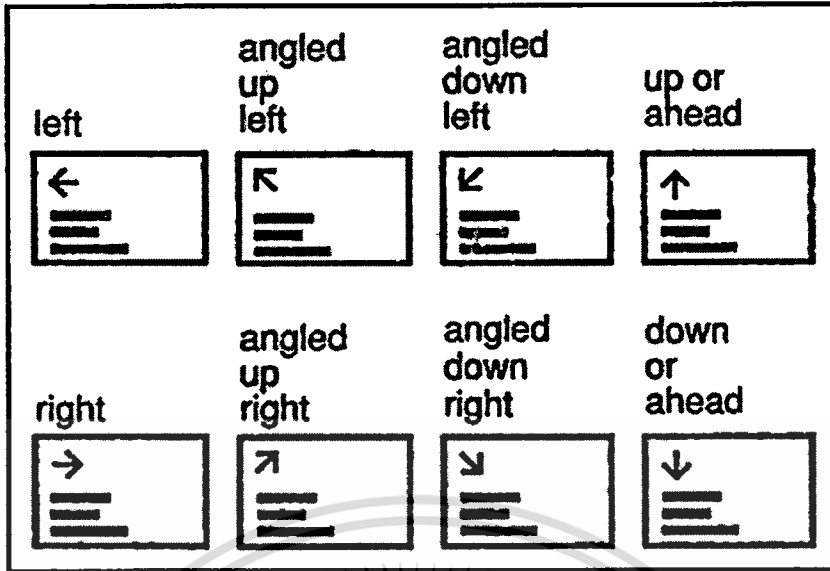 left
angled
up
left
angled
down
left
up or
ahead
right
angled
up
right
angled
down
right
down
or
ahead